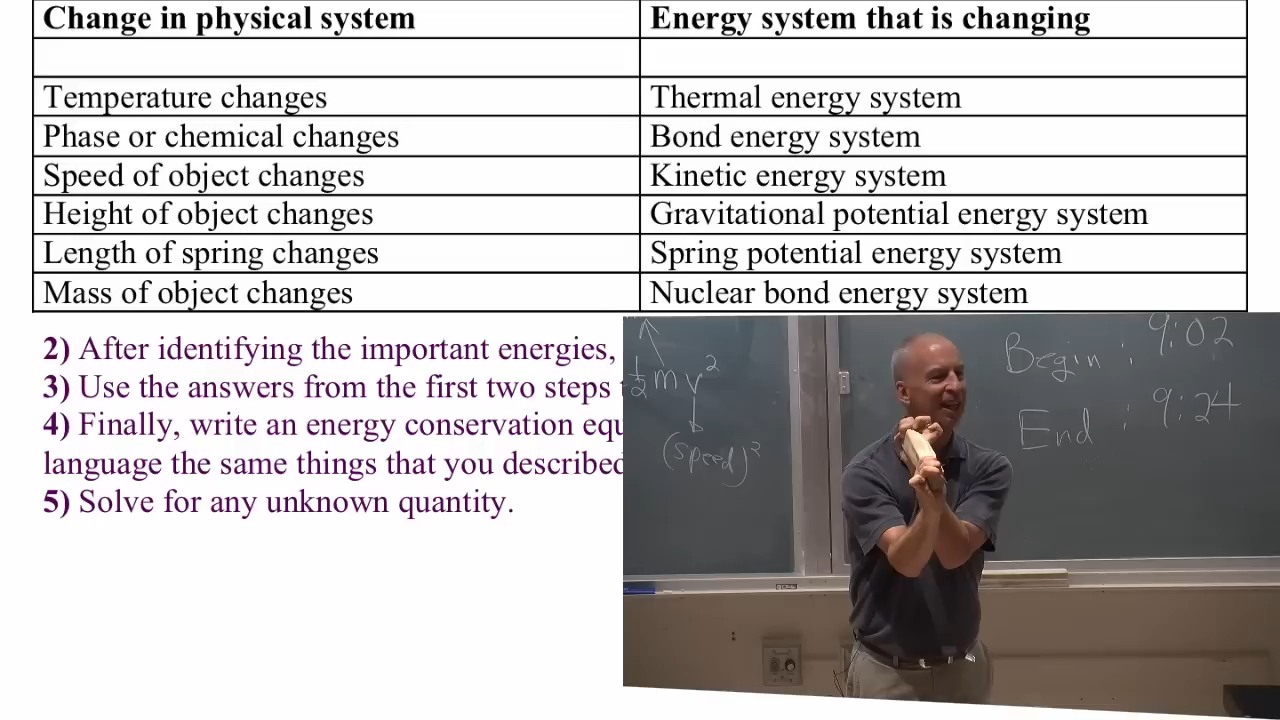 Change in physical system Energy system that is changing
Temperature changes Thermal energy system
Phase or chemical changes Bond energy system
Speed of object changes Kinetic energy system
Height of object changes Gravitational potential energy system
Length of spring changes Spring potential energy system
Mass of object changes Nuclear bond energy system
2) After identifying the important energies,
3) Use the answers from the first two steps
4) Finally, write an energy conservation equ
language the same things that you described
5) Solve for any unknown quantity.
½mv²
(speed)²
Begin : 9:02
End : 9:24